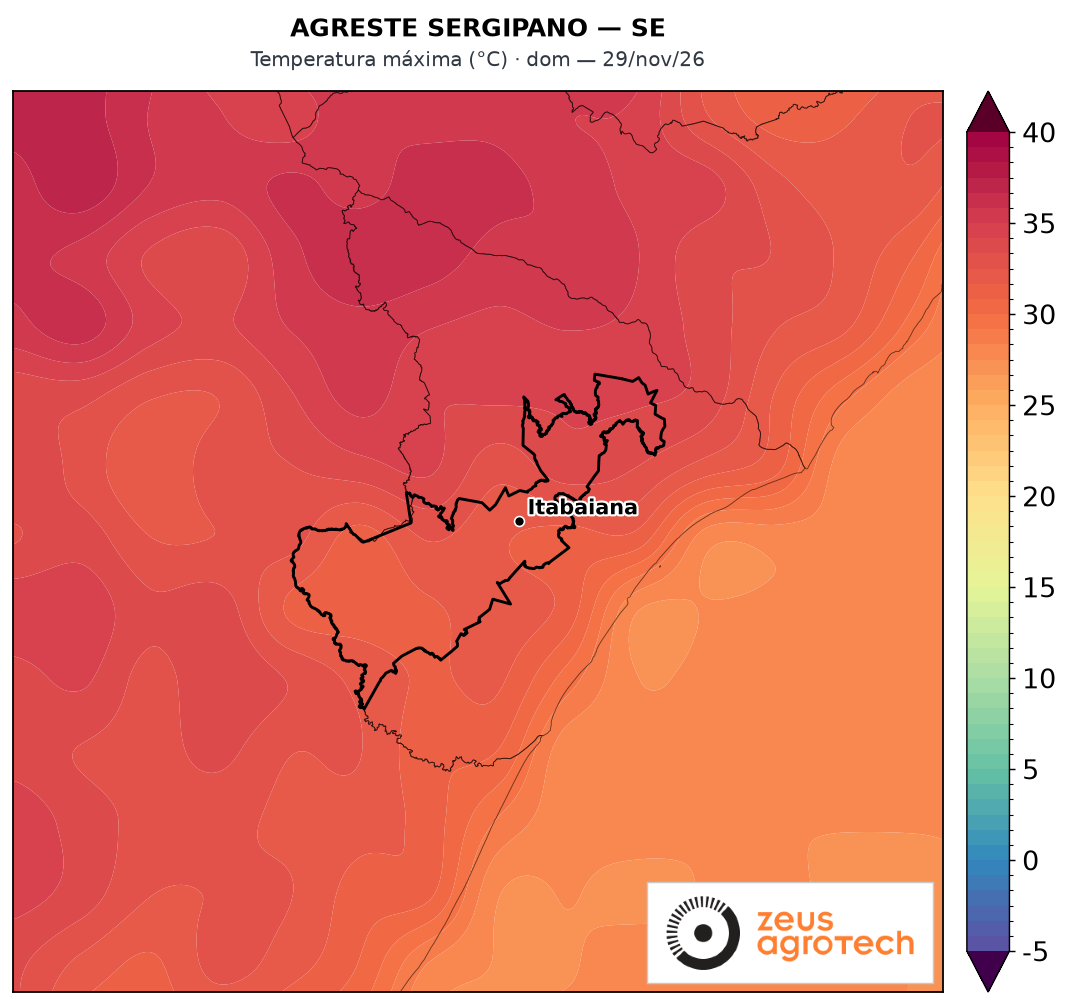 AGRESTE SERGIPANO — SE
Temperatura máxima (°C) · dom — 29/nov/26
40
35
30
25
20
15
10
5
0
-5
Itabaiana
zeus
agrotech